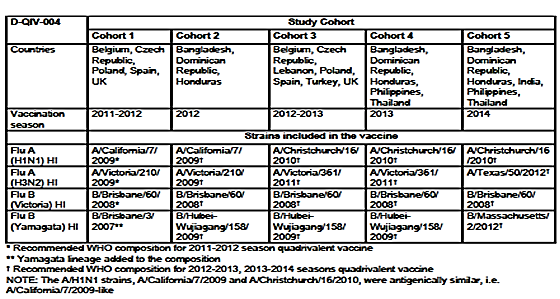 D-QIV-004 Study Cohort
Cohort 1 Cohort 2 Cohort 3 Cohort 4 Cohort 5
Countries Belgium, Czech Bangladesh, Belgium, Czech Bangladesh, Bangladesh,
Republic, Dominican Republic, Dominican Dominican
Poland, Spain, Republic, Lebanon, Poland, Republic, Republic,
UK Honduras Spain, Turkey, UK Honduras, Honduras, India,
Philippines, Philippines,
Thailand Thailand
Vaccination 2011-2012 2012 2012-2013 2013 2014
season
Strains included in the vaccine
Flu A A/California/7/ A/California/7/ A/Christchurch/16/ A/Christchurch/16/ A/Christchurch/16
(H1N1) HI 2009* 2009† 2010† 2010† /2010†
Flu A A/Victoria/210/ A/Victoria/210/ A/Victoria/361/ A/Victoria/361/ A/Texas/50/2012†
(H3N2) HI 2009* 2009† 2011† 2011†
Flu B B/Brisbane/60/ B/Brisbane/60/ B/Brisbane/60/ B/Brisbane/60/ B/Brisbane/60/
(Victoria) HI 2008* 2008† 2008† 2008† 2008†
Flu B B/Brisbane/3/ B/Hubei- B/Hubei- B/Hubei- B/Massachusetts/
(Yamagata) HI 2007** Wujiagang/158/ Wujiagang/158/ Wujiagang/158/ 2/2012†
2009† 2009† 2009†
* Recommended WHO composition for 2011-2012 season quadrivalent vaccine
** Yamagata lineage added to the composition
† Recommended WHO composition for 2012-2013, 2013-2014 seasons quadrivalent vaccine
NOTE: The A/H1N1 strains, A/California/7/2009 and A/Christchurch/16/2010, were antigenically similar, i.e.
A/California/7/2009-like